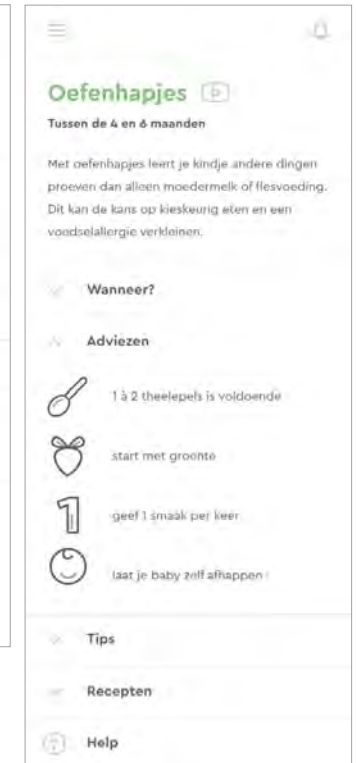 Oefenhapjes
Tussen de 4 en 6 maanden
Met oefenhapjes leert je kindje andere dingen
proeven dan alleen moedermelk of flesvoeding.
Dit kan de kans op kieskeurig eten en een
voedselallergie verkleinen.
Wanneer?
Adviezen
1 à 2 theelepels is voldoende
start met groente
1
geef 1 smaak per keer
laat je baby zelf afhappen
Tips
Recepten
? Help